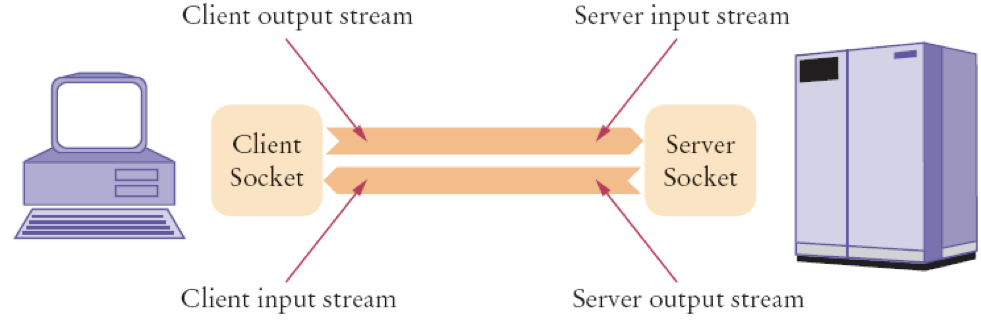 Client output stream
Server input stream
Client
Socket
Server
Socket
Client input stream
Server output stream